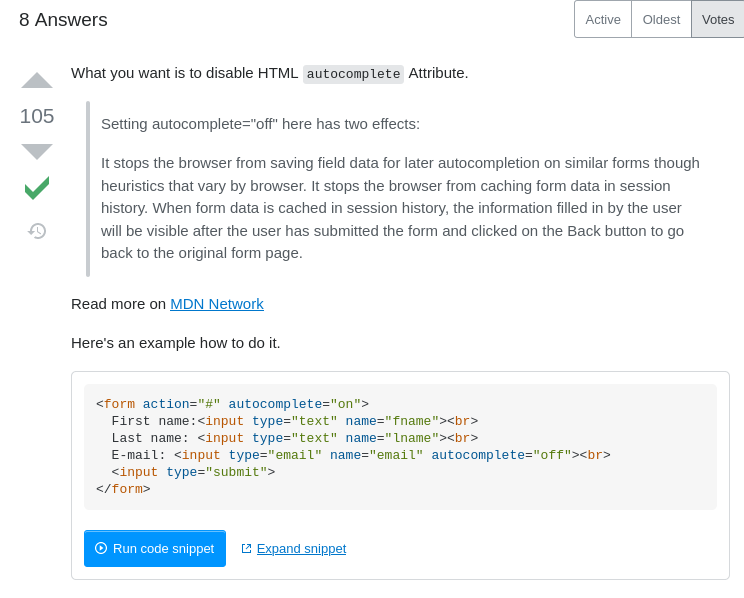 8 Answers
Active Oldest Votes
What you want is to disable HTML autocomplete Attribute.
105
Setting autocomplete="off" here has two effects:
It stops the browser from saving field data for later autocompletion on similar forms though
heuristics that vary by browser. It stops the browser from caching form data in session
history. When form data is cached in session history, the information filled in by the user
will be visible after the user has submitted the form and clicked on the Back button to go
back to the original form page.
Read more on MDN Network
Here's an example how to do it.
<form action="#" autocomplete="on">
  First name:<input type="text" name="fname"><br>
  Last name: <input type="text" name="lname"><br>
  E-mail: <input type="email" name="email" autocomplete="off"><br>
  <input type="submit">
</form>
Run code snippet
Expand snippet